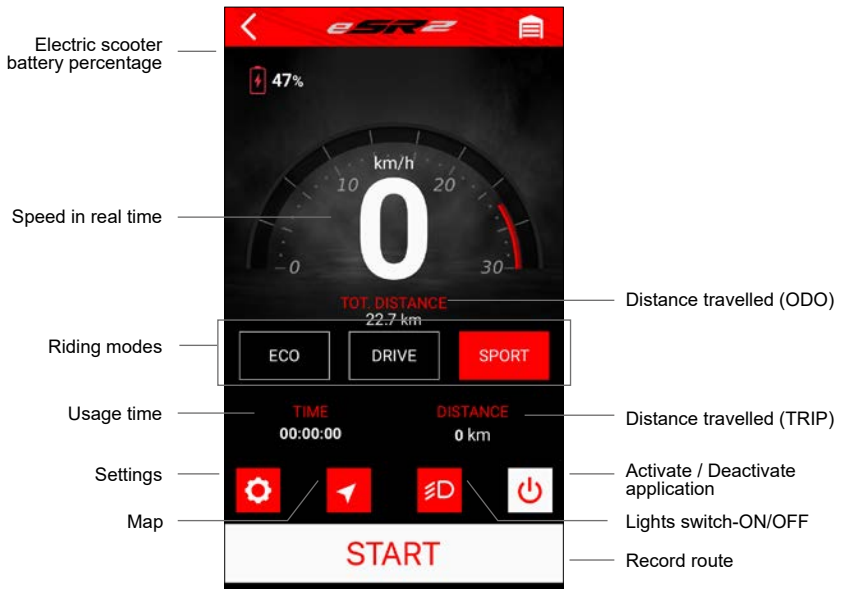 eSR2
Electric scooter
battery percentage
47%
km/h
10
20
0
Speed in real time
0
30
TOT. DISTANCE
22.7 km
Distance travelled (ODO)
Riding modes
ECO
DRIVE
SPORT
Usage time
TIME
00:00:00
DISTANCE
0 km
Distance travelled (TRIP)
Settings
Activate / Deactivate
application
Map
Lights switch-ON/OFF
START
Record route